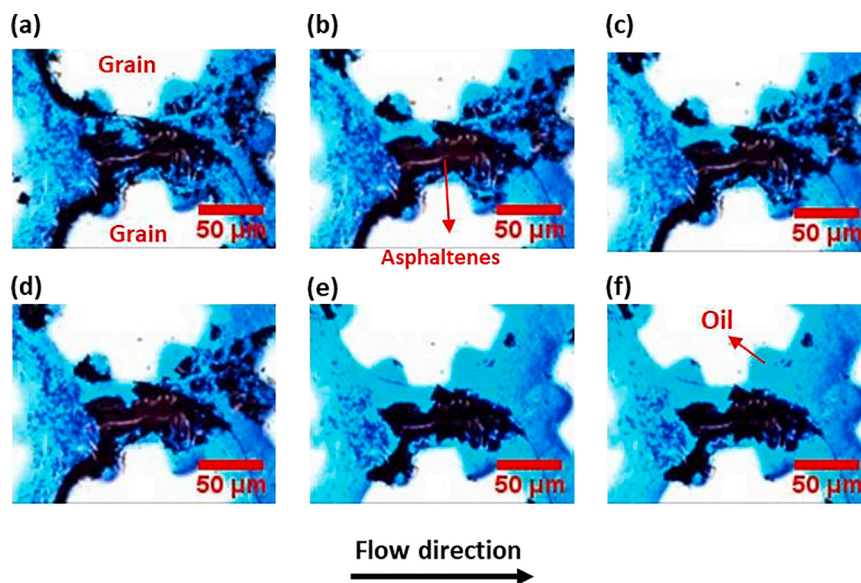 (a)
(b)
(c)
Grain
Grain
50 µm
50 µm
50 µm
Asphaltenes
(d)
(e)
(f)
Oil
50 µm
50 µm
50 µm
Flow direction